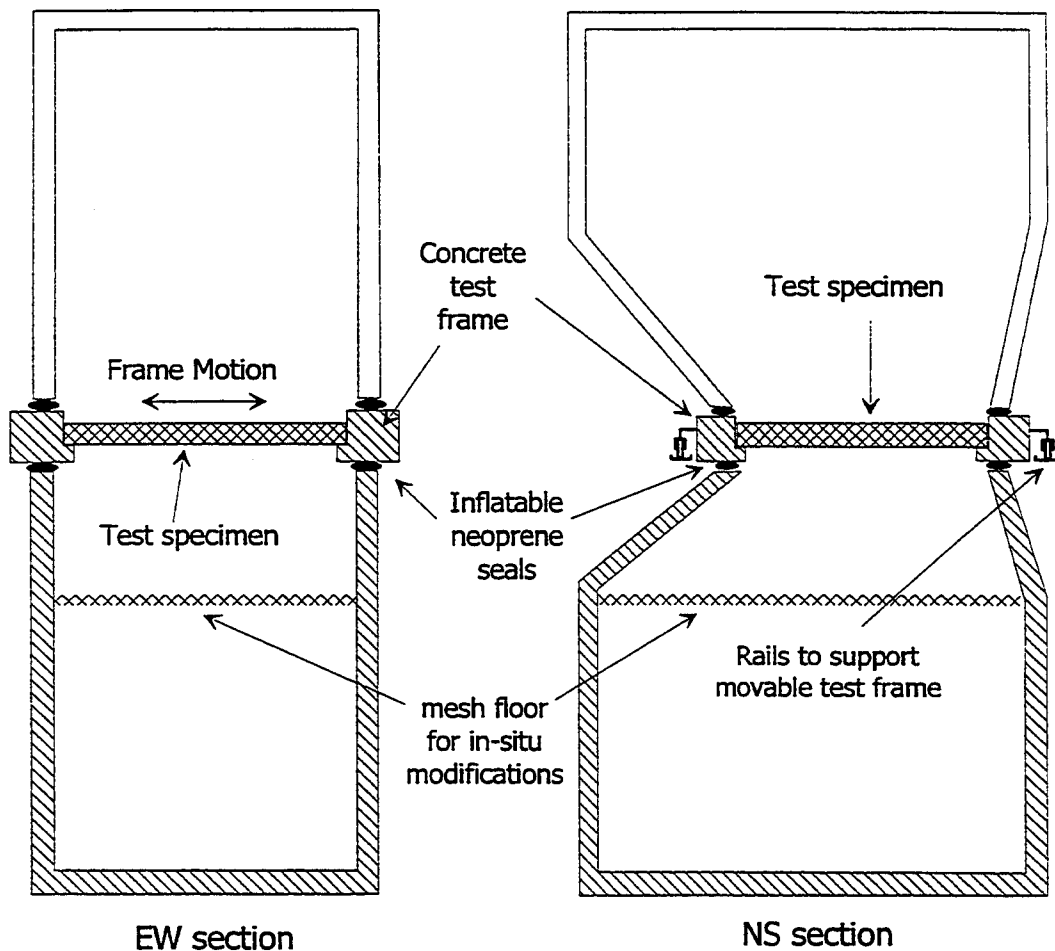 Concrete
test
frame
Test specimen
Frame Motion
Test specimen
Inflatable
neoprene
seals
Rails to support
movable test frame
mesh floor
for in-situ
modifications
EW section
NS section